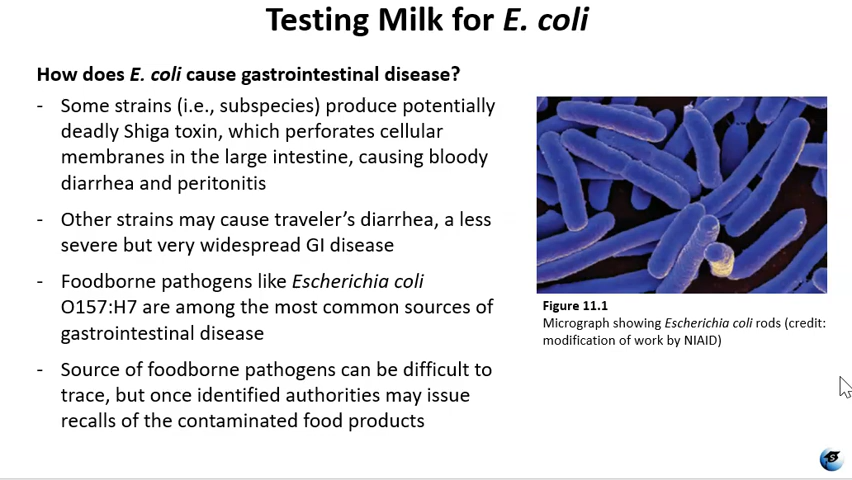 Testing Milk for E. coli
How does E. coli cause gastrointestinal disease?
- Some strains (i.e., subspecies) produce potentially
deadly Shiga toxin, which perforates cellular
membranes in the large intestine, causing bloody
diarrhea and peritonitis
- Other strains may cause traveler's diarrhea, a less
severe but very widespread GI disease
- Foodborne pathogens like Escherichia coli
O157:H7 are among the most common sources of
gastrointestinal disease
- Source of foodborne pathogens can be difficult to
trace, but once identified authorities may issue
recalls of the contaminated food products
Figure 11.1
Micrograph showing Escherichia coli rods (credit:
modification of work by NIAID)
S